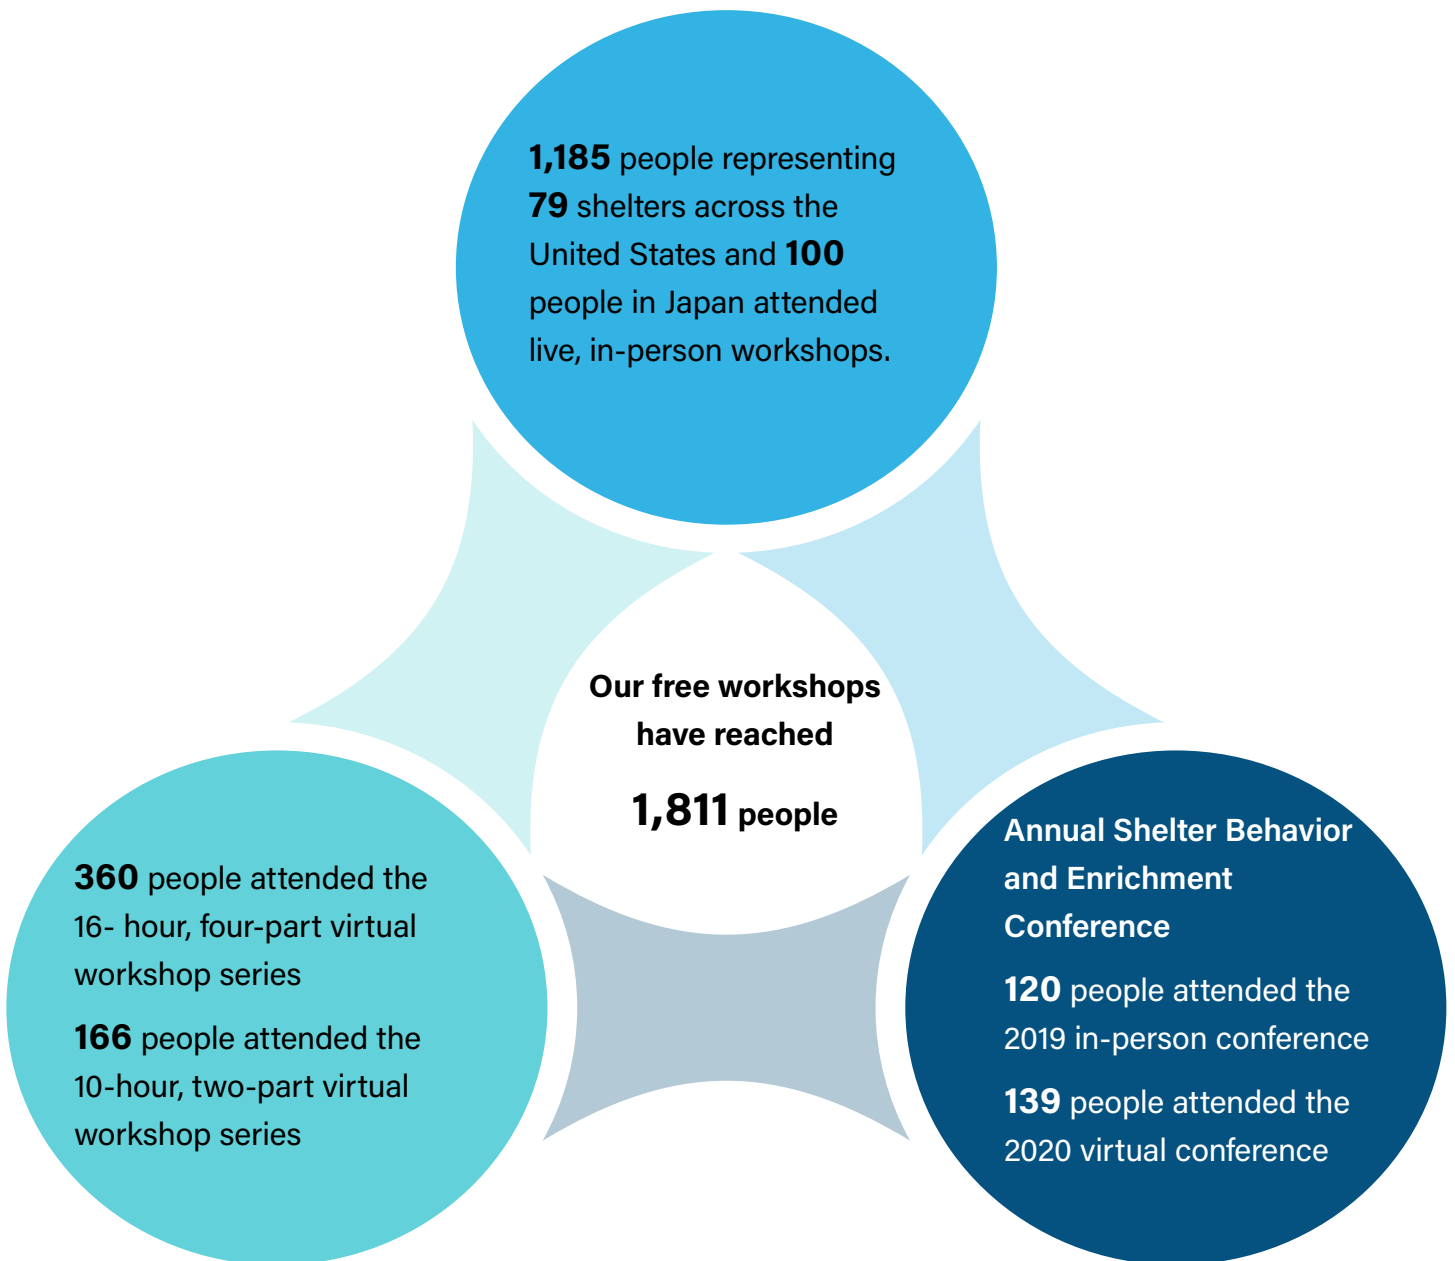 1,185 people representing
79 shelters across the
United States and 100
people in Japan attended
live, in-person workshops.
Our free workshops
have reached
1,811 people
360 people attended the
16- hour, four-part virtual
workshop series
166 people attended the
10-hour, two-part virtual
workshop series
Annual Shelter Behavior
and Enrichment
Conference
120 people attended the
2019 in-person conference
139 people attended the
2020 virtual conference